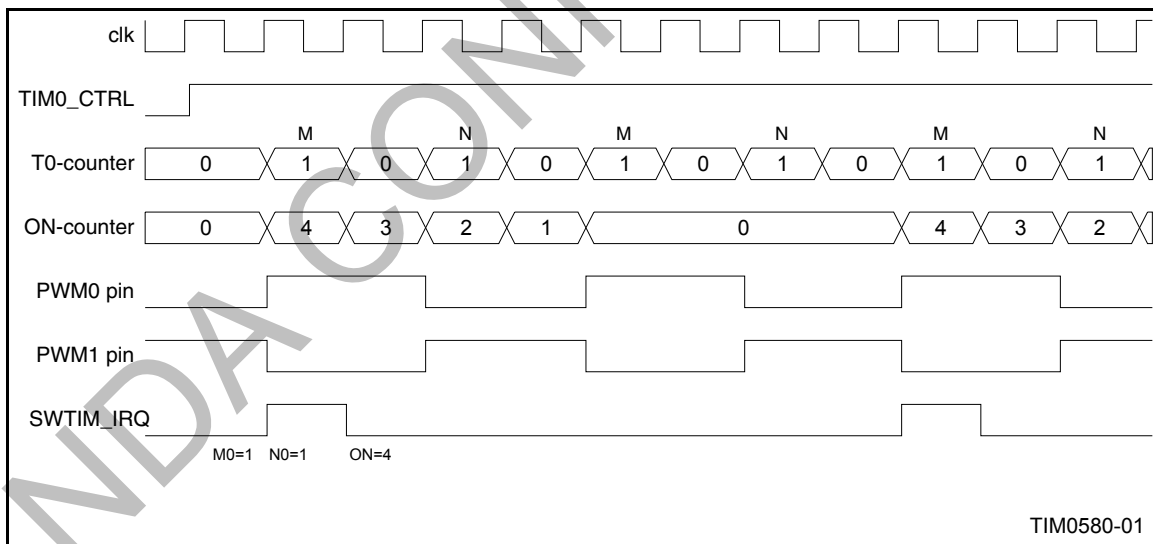 clk
TIM0_CTRL
M N M N M N
T0-counter 0 1 0 1 0 1 0 1 0 1 0 1
ON-counter 0 4 3 2 1 0 4 3 2
PWM0 pin
PWM1 pin
SWTIM_IRQ
M0=1 N0=1 ON=4
TIM0580-01
NDA CON